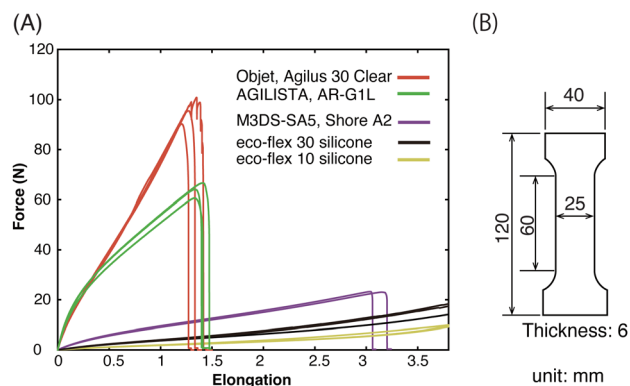 (A)
(B)
120
100
80
60
40
20
0
Force (N)
Objet, Agilus 30 Clear
AGILISTA, AR-G1L
M3DS-SA5, Shore A2
eco-flex 30 silicone
eco-flex 10 silicone
0
0.5
1
1.5
2
2.5
3
3.5
Elongation
40
25
60
120
Thickness: 6
unit: mm